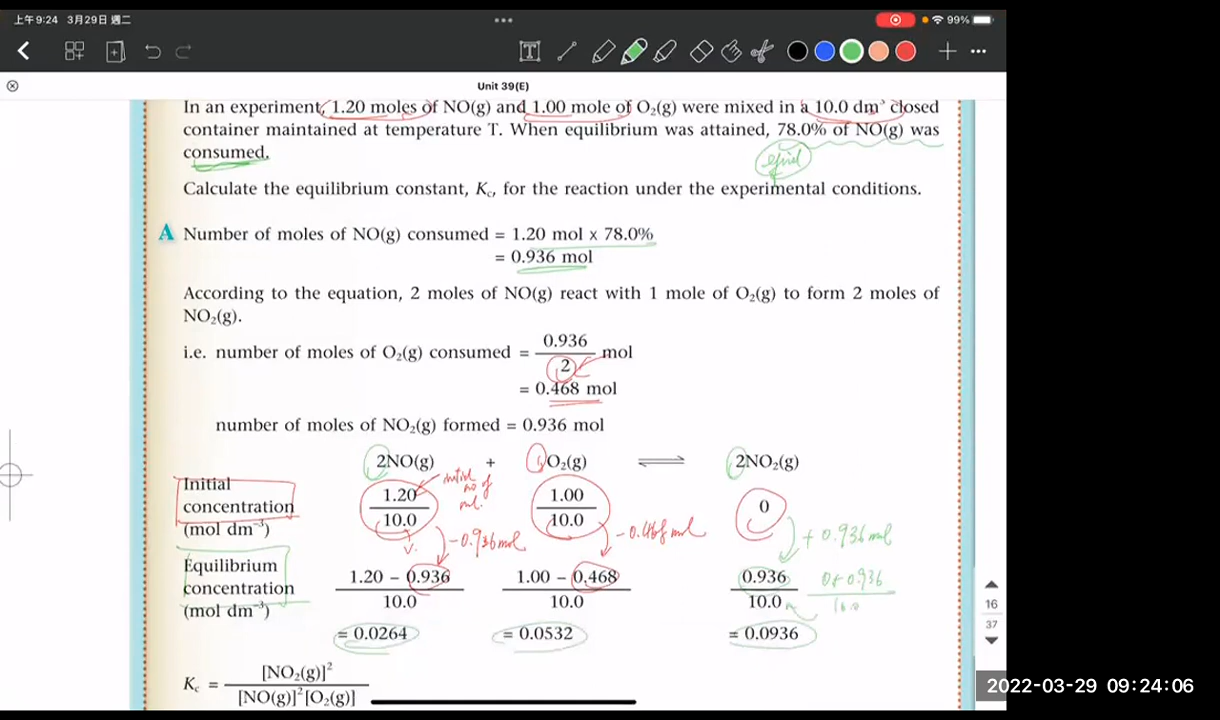 上午9:24 3月29日 週二
99%
Unit 39(E)
In an experiment, 1.20 moles of NO(g) and 1.00 mole of O₂(g) were mixed in a 10.0 dm³ closed
container maintained at temperature T. When equilibrium was attained, 78.0% of NO(g) was
consumed.
Calculate the equilibrium constant, Kc, for the reaction under the experimental conditions.
A Number of moles of NO(g) consumed = 1.20 mol x 78.0%
= 0.936 mol
According to the equation, 2 moles of NO(g) react with 1 mole of O₂(g) to form 2 moles of
NO₂(g).
i.e. number of moles of O₂(g) consumed = 0.936/2 mol
= 0.468 mol
number of moles of NO₂(g) formed = 0.936 mol
2NO(g) + O₂(g) ⇌ 2NO₂(g)
initial no of mol.
Initial concentration (mol dm⁻³) 1.20/10.0 1.00/10.0 0
-0.936mol -0.468mol +0.936mol
Equilibrium concentration (mol dm⁻³) 1.20 – 0.936/10.0 1.00 – 0.468/10.0 0.936/10.0 0+0.936/10.0
= 0.0264 = 0.0532 = 0.0936
Kc = [NO₂(g)]²/[NO(g)]²[O₂(g)]
16
37
2022-03-29 09:24:06